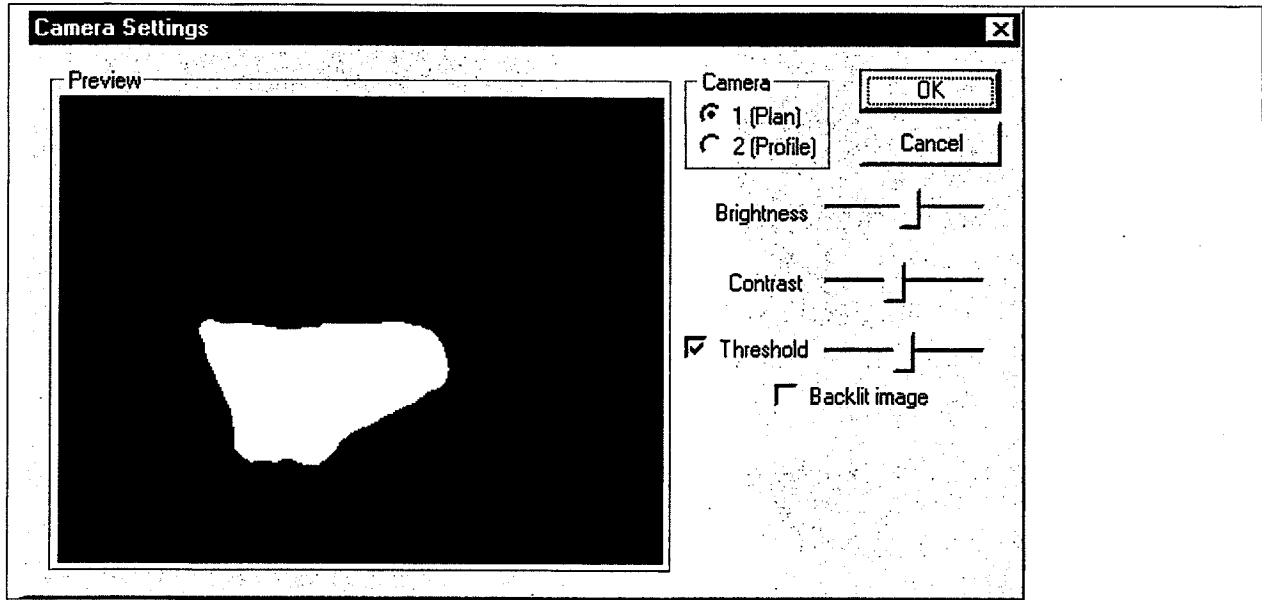 Camera Settings
Preview
Camera
1 (Plan)
2 (Profile)
OK
Cancel
Brightness
Contrast
Threshold
Backlit image